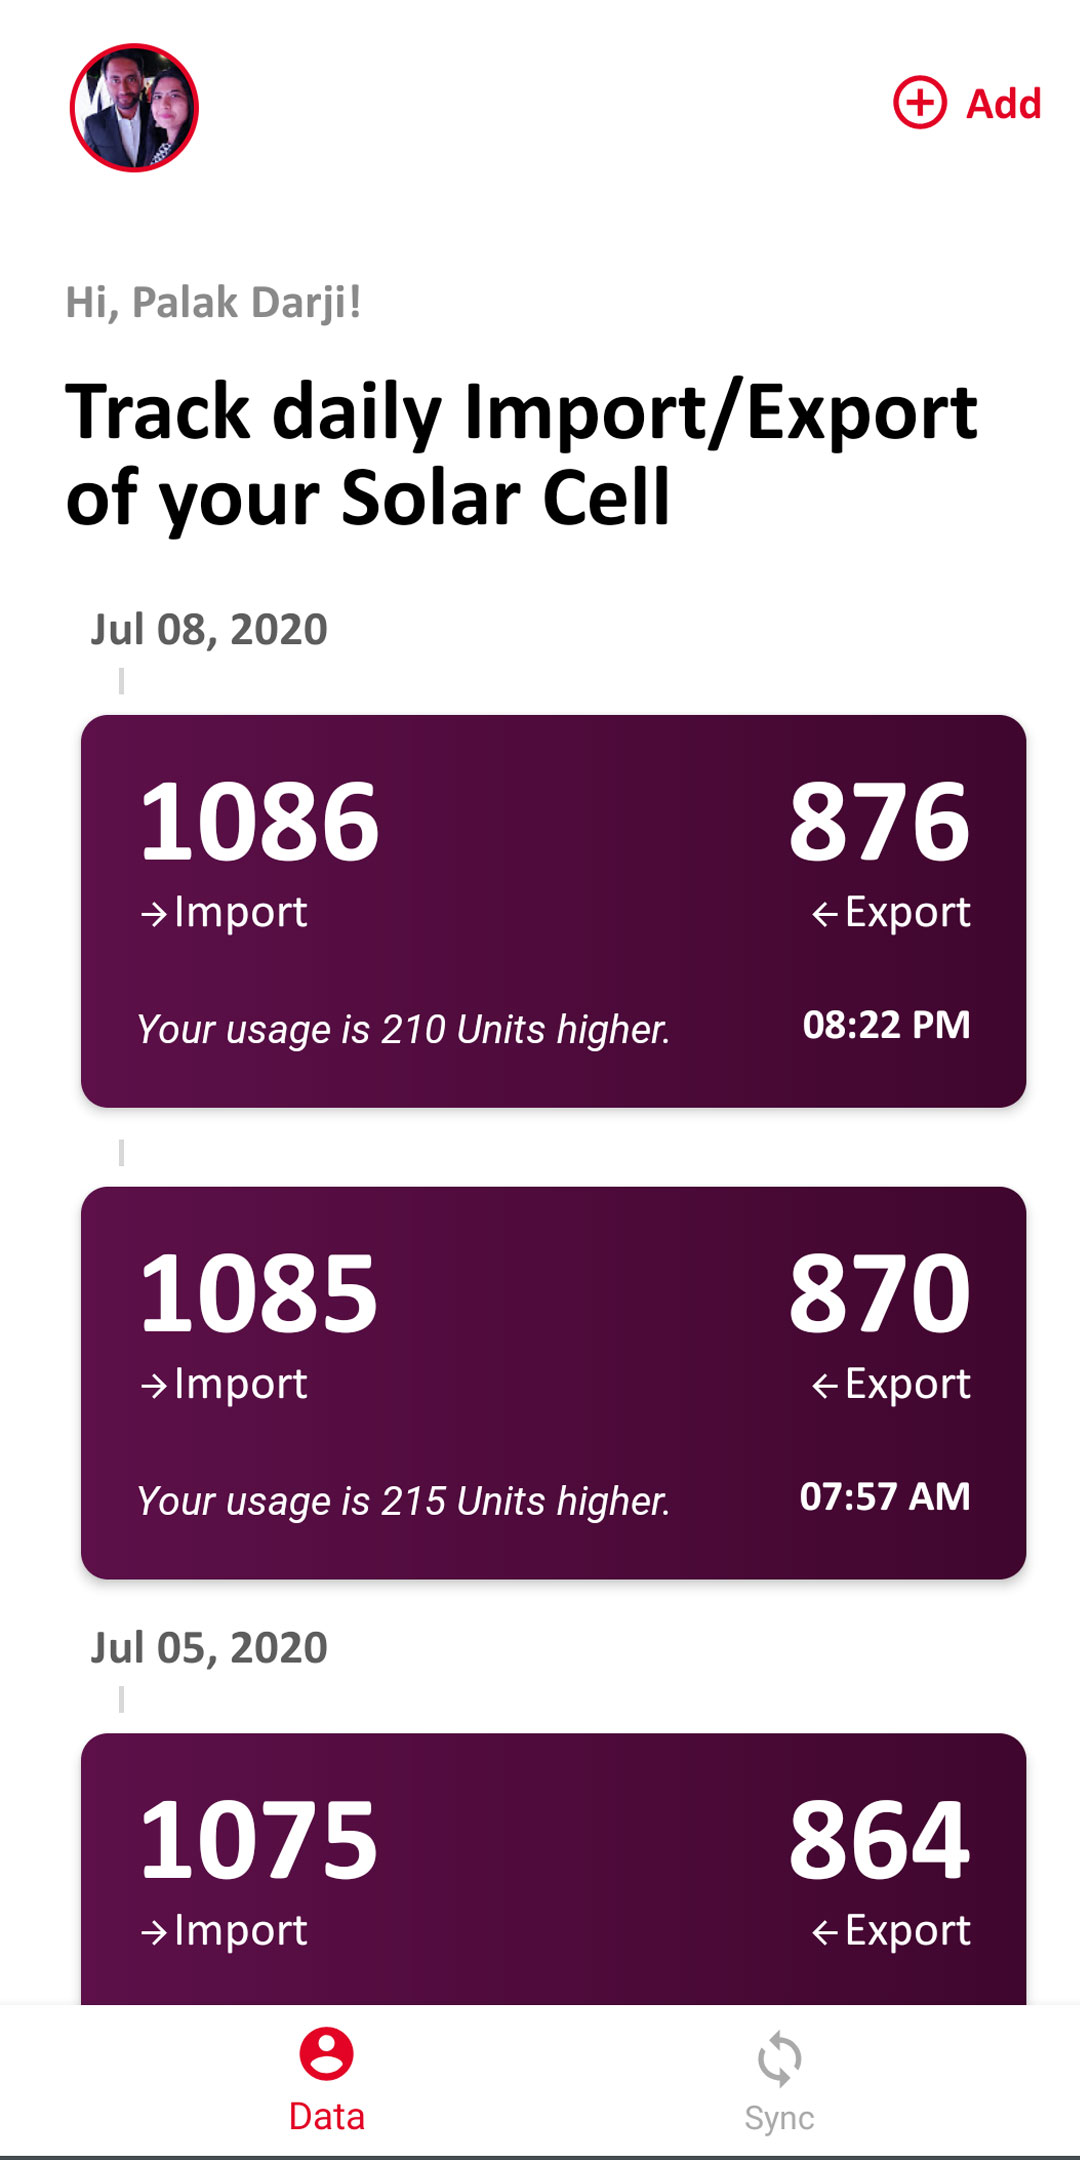 Add
Hi, Palak Darji!
Track daily Import/Export
of your Solar Cell
Jul 08, 2020
1086 876
→Import ←Export
Your usage is 210 Units higher. 08:22 PM
1085 870
→Import ←Export
Your usage is 215 Units higher. 07:57 AM
Jul 05, 2020
1075 864
→Import ←Export
Data Sync